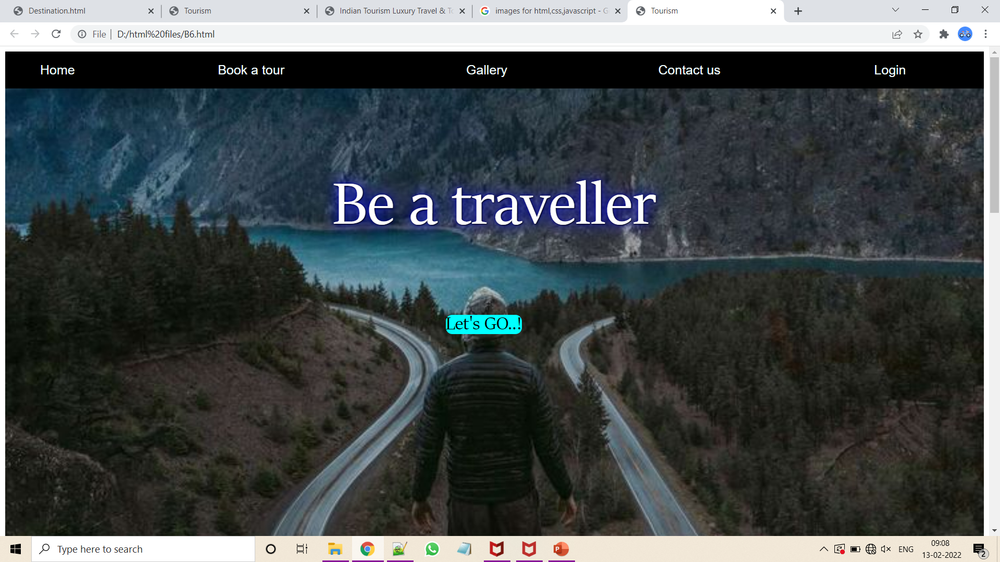 Destination.html
Tourism
Indian Tourism Luxury Travel & To
images for html,css,javascript - G
Tourism
File
D:/html%20files/B6.html
Home
Book a tour
Gallery
Contact us
Login
Be a traveller
Let's GO..!
Type here to search
ENG
09:08
13-02-2022
2